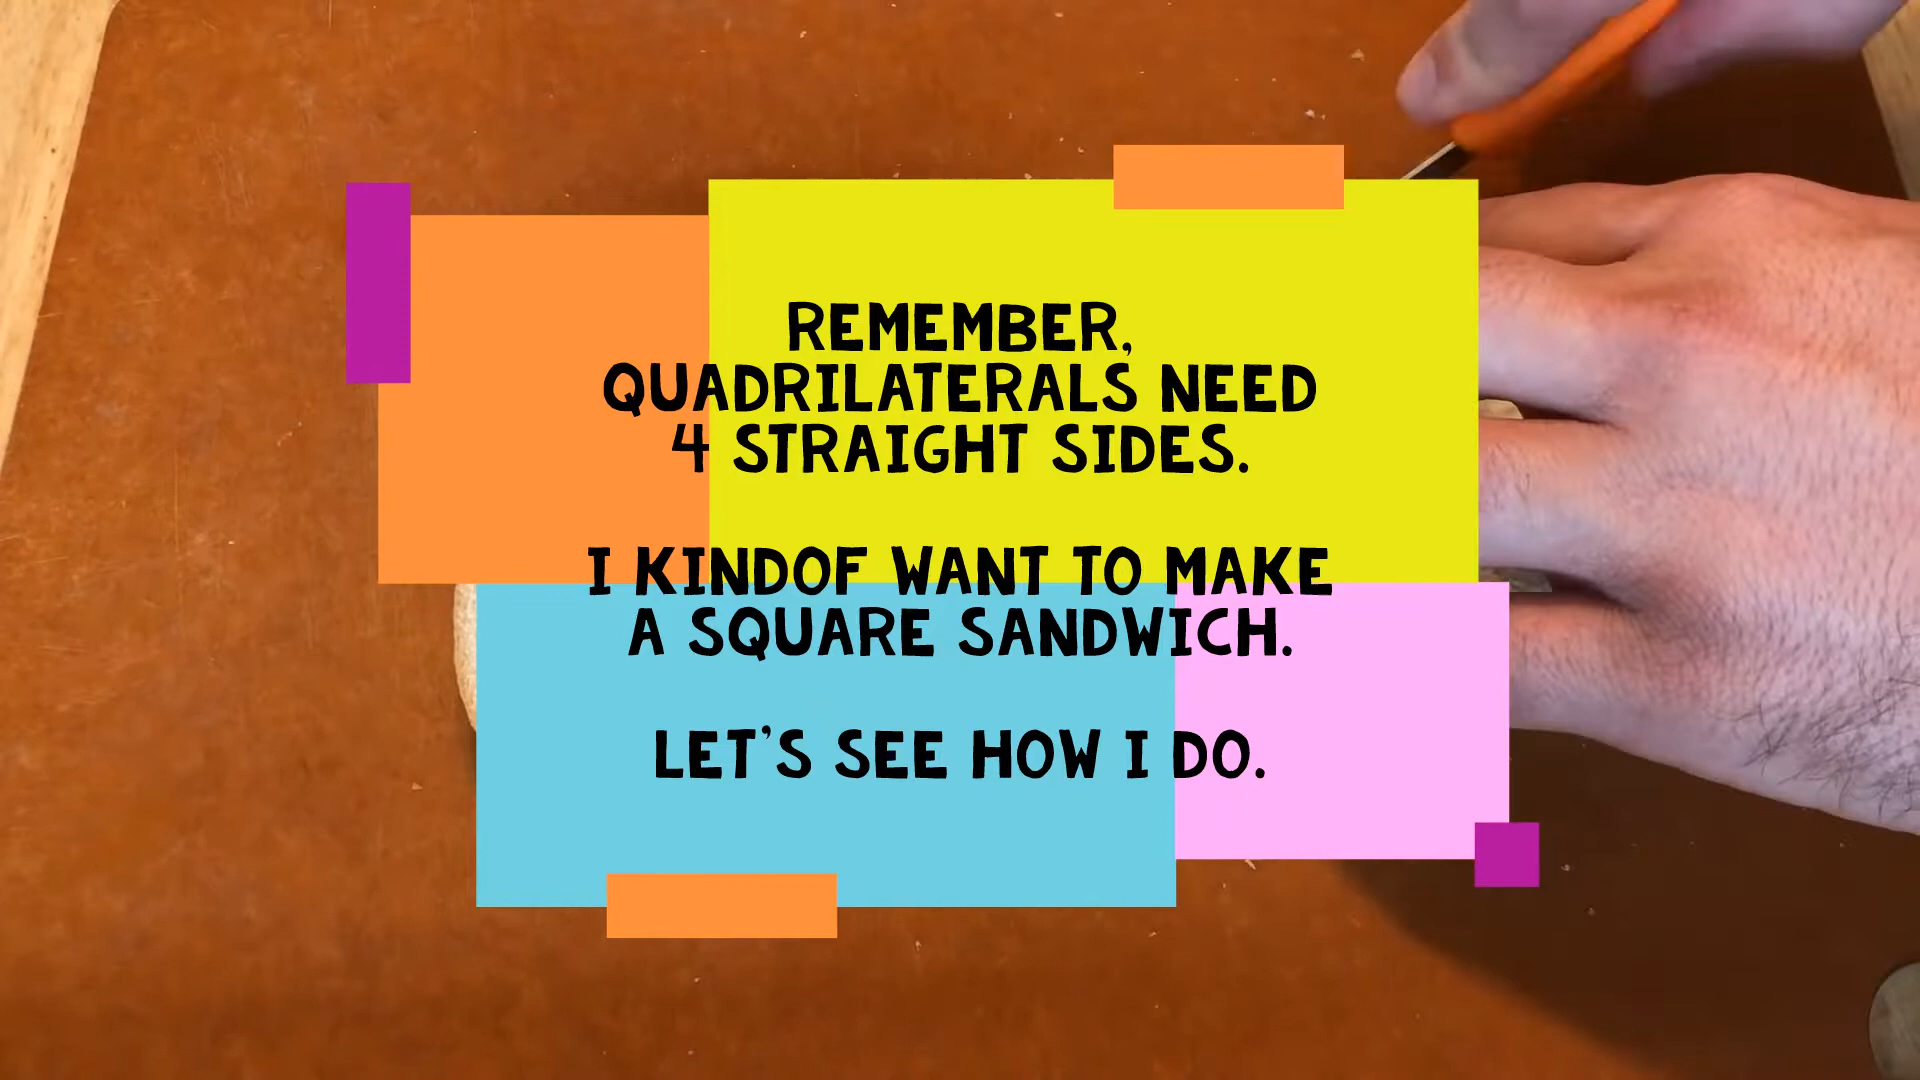 REMEMBER,
QUADRILATERALS NEED
4 STRAIGHT SIDES.
I KINDOF WANT TO MAKE
A SQUARE SANDWICH.
LET'S SEE HOW I DO.